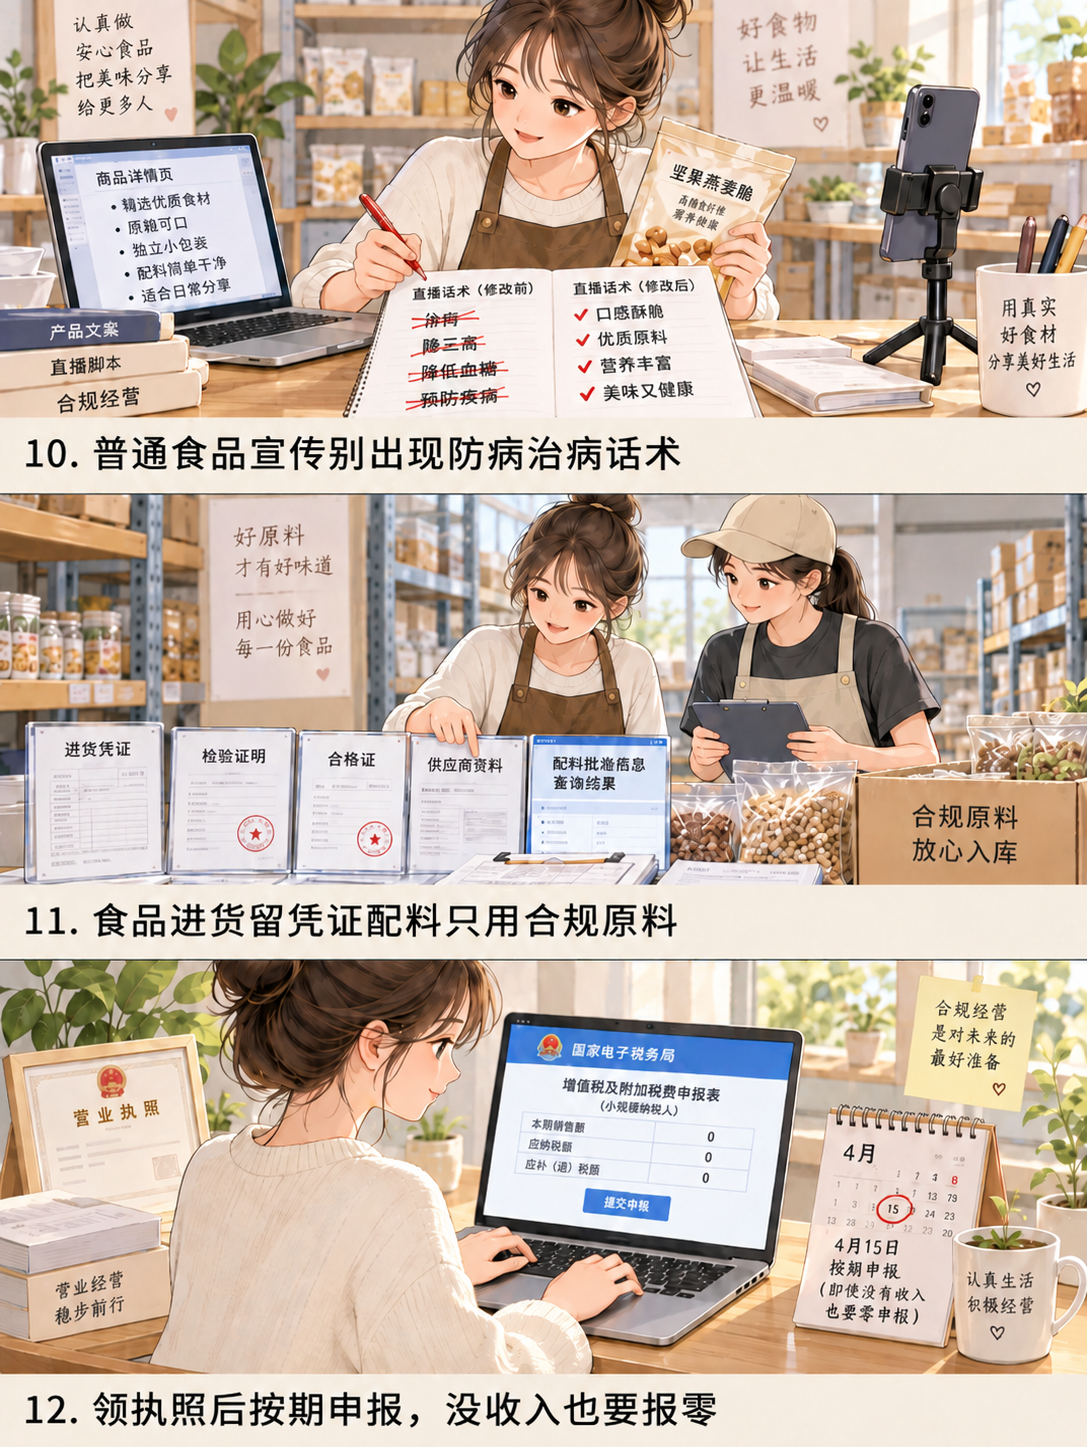 认真做
安心食品
把美味分享
给更多人
好食物
让生活
更温暖
商品详情页
• 精选优质食材
• 原粮可口
• 独立小包装
• 配料简单干净
• 适合日常分享
坚果燕麦脆
产品文案
直播脚本
合规经营
直播话术（修改前）
降三高
降低血糖
预防疾病
直播话术（修改后）
口感酥脆
优质原料
营养丰富
美味又健康
用真实
好食材
分享美好生活
10. 普通食品宣传别出现防病治病话术
好原料
才有好味道
用心做好
每一份食品
进货凭证
检验证明
合格证
供应商资料
配料批准信息
查询结果
合规原料
放心入库
11. 食品进货留凭证配料只用合规原料
营业执照
营业经营
稳步前行
国家电子税务局
增值税及附加税费申报表
（小规模纳税人）
本期销售额 0
应纳税额 0
应补（退）税额 0
提交申报
合规经营
是对未来的
最好准备
4月
15
4月15日
按期申报
（即使没有收入
也要零申报）
认真生活
积极经营
12. 领执照后按期申报，没收入也要报零